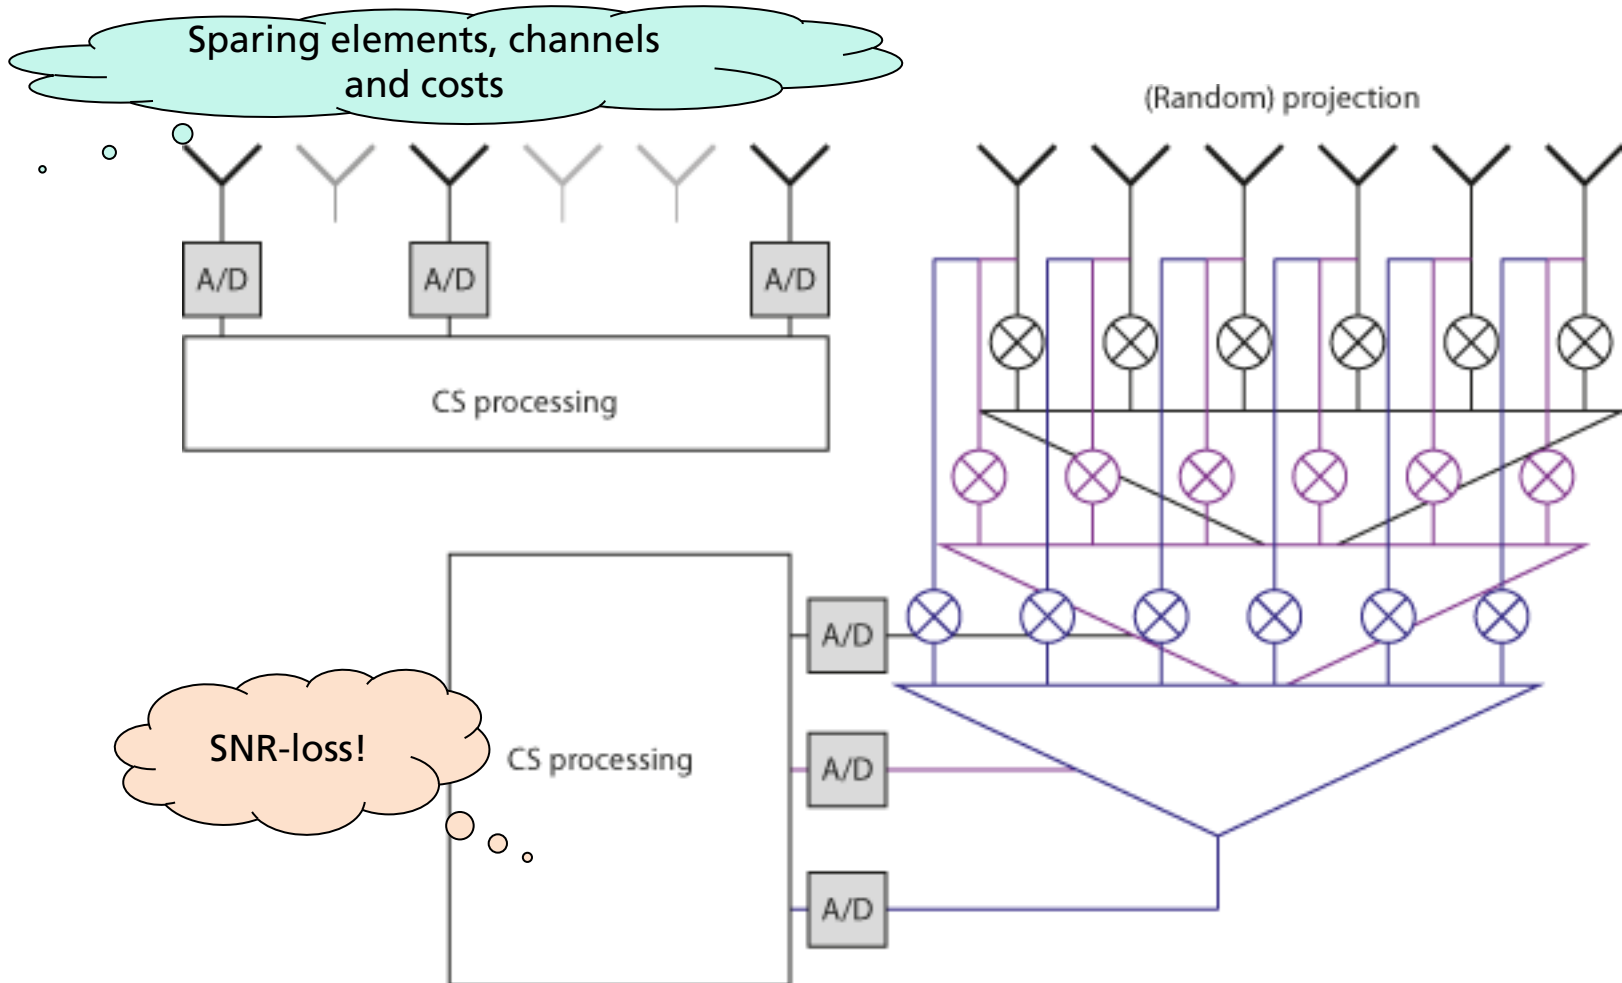 Sparing elements, channels
and costs
(Random) projection
A/D
A/D
A/D
CS processing
A/D
SNR-loss!
CS processing
A/D
A/D